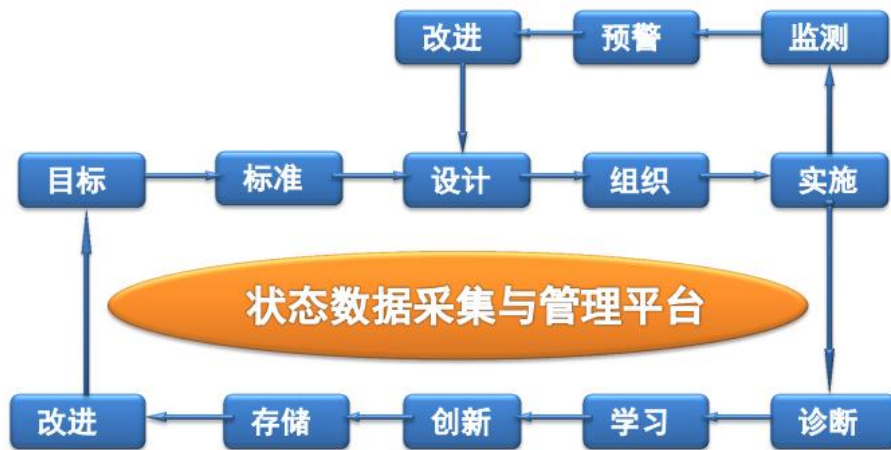 改进 预警 监测
目标 标准 设计 组织 实施
状态数据采集与管理平台
改进 存储 创新 学习 诊断